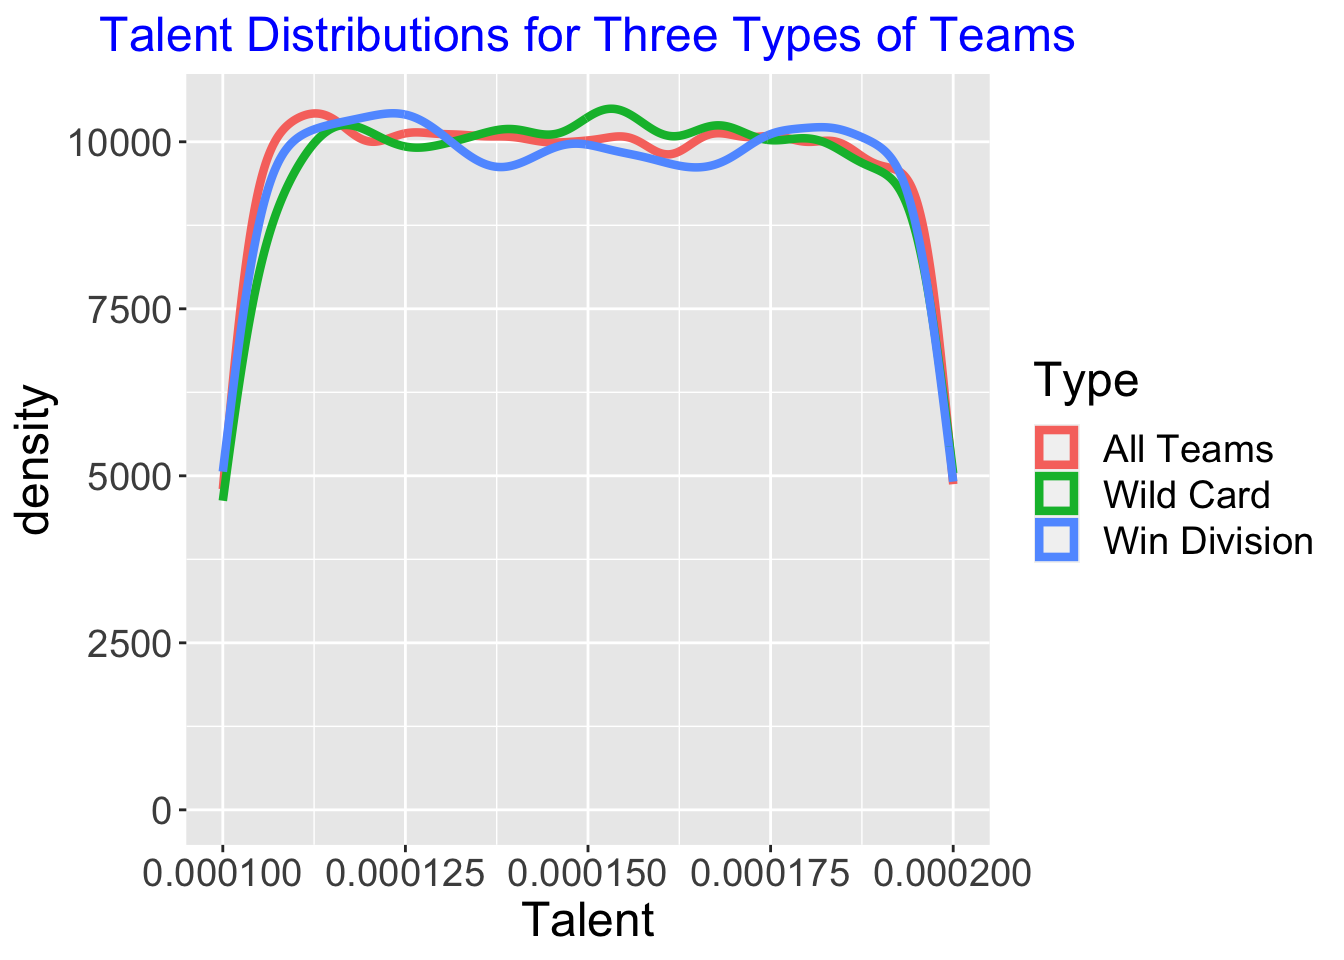 Talent Distributions for Three Types of Teams
10000
7500
5000
2500
0
density
0.000100 0.000125 0.000150 0.000175 0.000200
Talent
Type
All Teams
Wild Card
Win Division